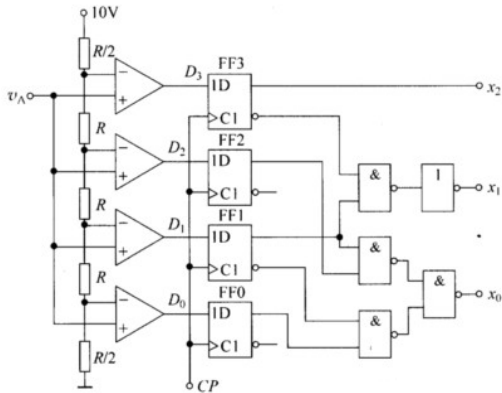 10V
R/2
v_A
D₃
FF3
1D
C1
x₂
R
D₂
FF2
1D
C1
&
1
x₁
R
D₁
FF1
1D
C1
&
&
x₀
R
D₀
FF0
1D
C1
&
R/2
CP